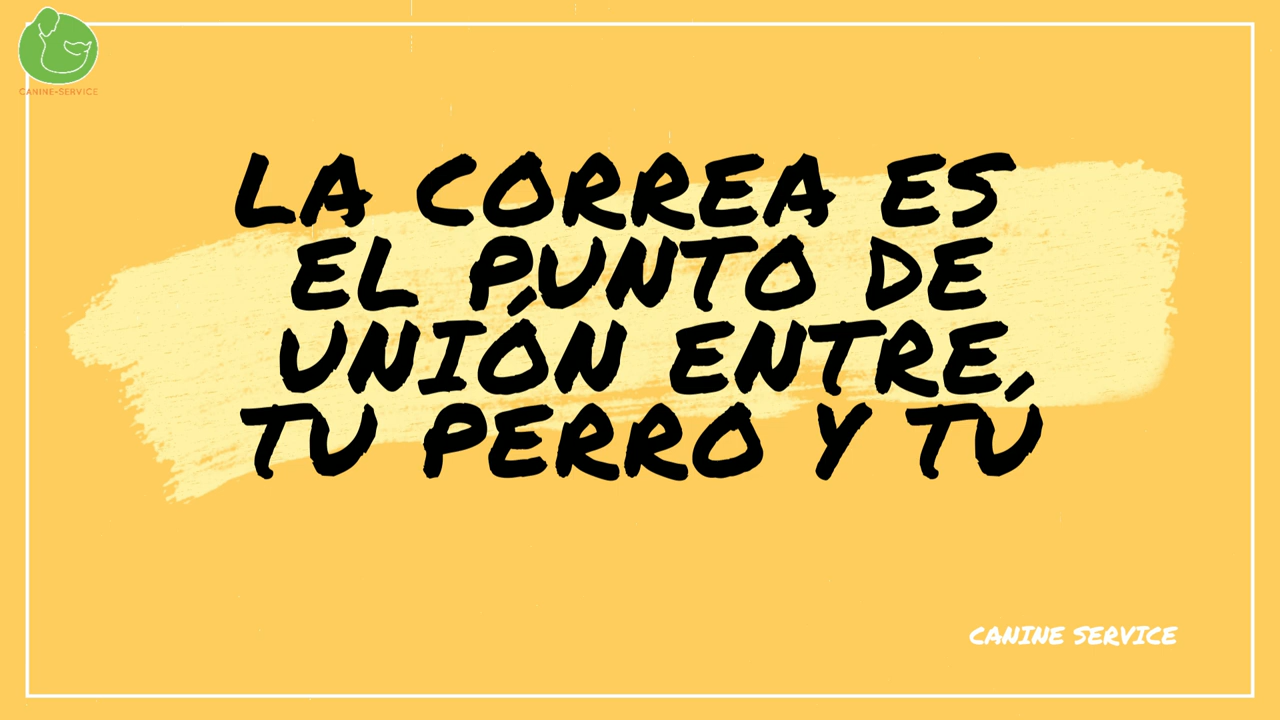 CANINE-SERVICE
LA CORREA ES
EL PUNTO DE
UNIÓN ENTRE
TU PERRO Y TÚ
CANINE SERVICE